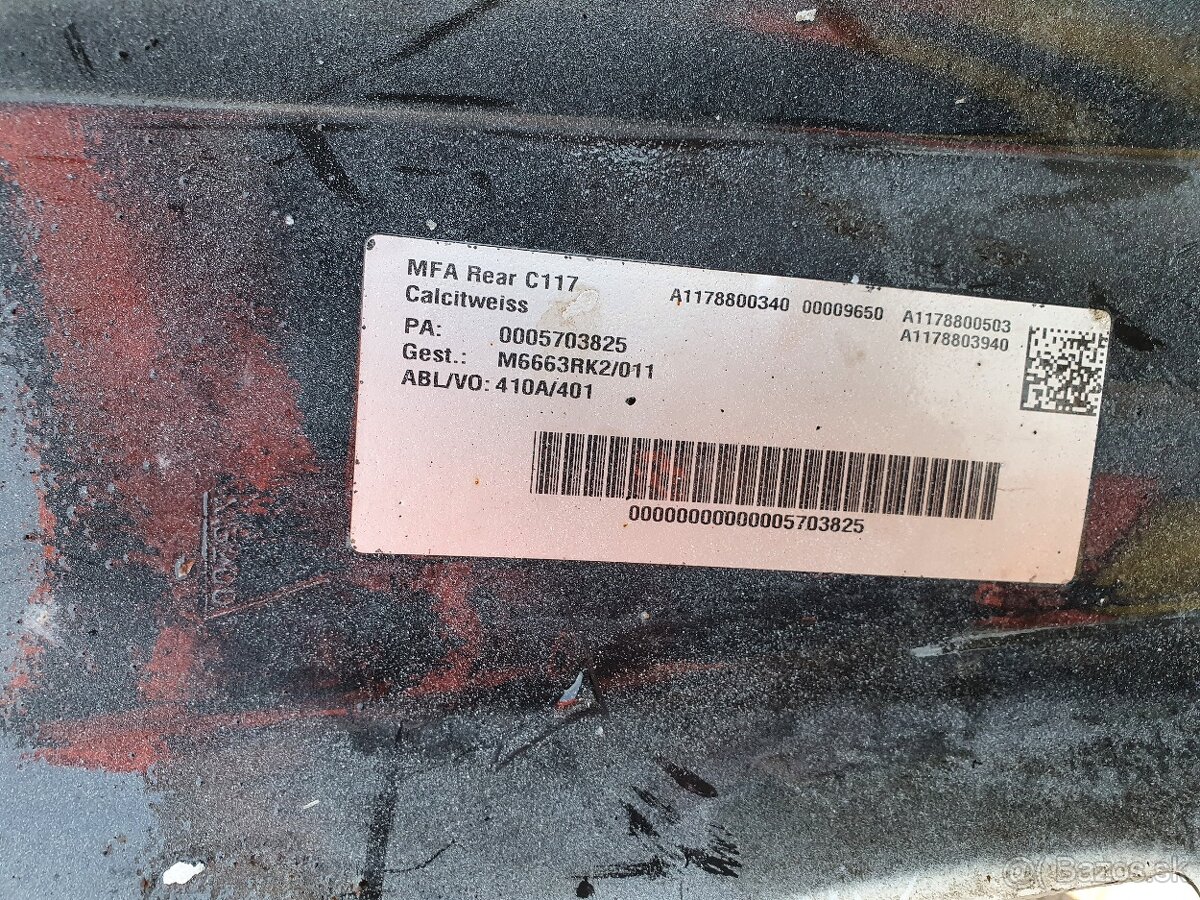 MFA Rear C117
Calcitweiss
A1178800340 00009650 A1178800503
A1178803940
PA: 0005703825
Gest.: M6663RK2/011
ABL/VO: 410A/401
00000000000005703825
Bazos.sk